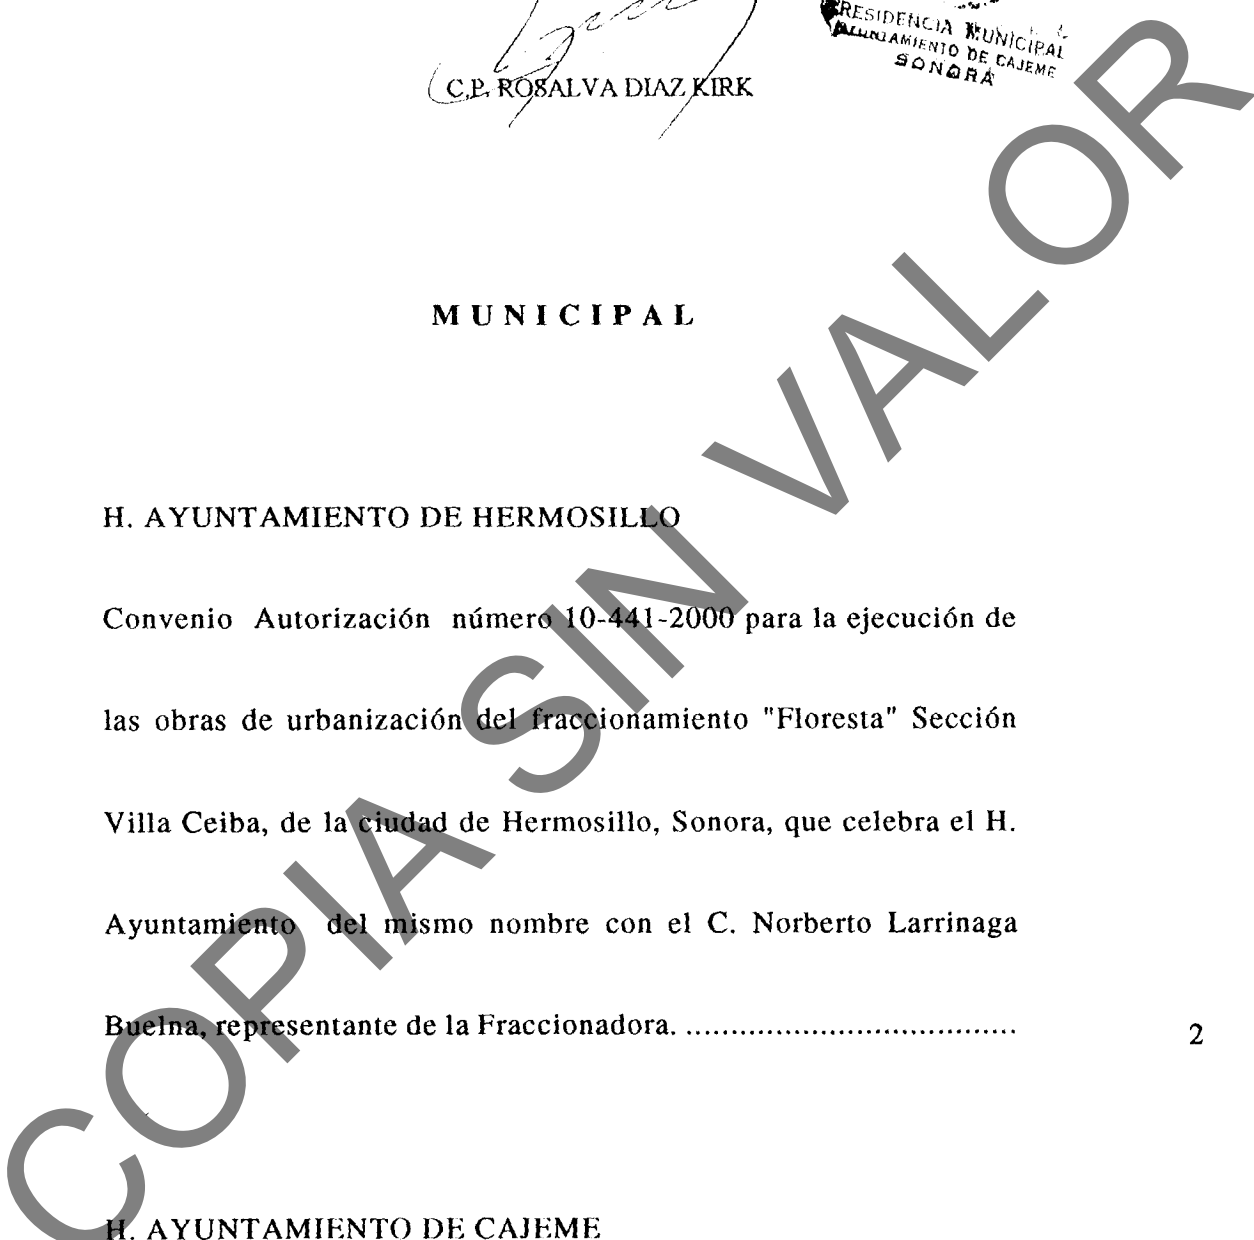 PRESIDENCIA MUNICIPAL
AYUNTAMIENTO DE CAJEME
SONORA
C.P. ROSALVA DIAZ KIRK
MUNICIPAL
H. AYUNTAMIENTO DE HERMOSILLO
Convenio Autorización número 10-441-2000 para la ejecución de
las obras de urbanización del fraccionamiento "Floresta" Sección
Villa Ceiba, de la ciudad de Hermosillo, Sonora, que celebra el H.
Ayuntamiento del mismo nombre con el C. Norberto Larrinaga
Buelna, representante de la Fraccionadora. ..................................... 2
H. AYUNTAMIENTO DE CAJEME
COPIA SIN VALOR